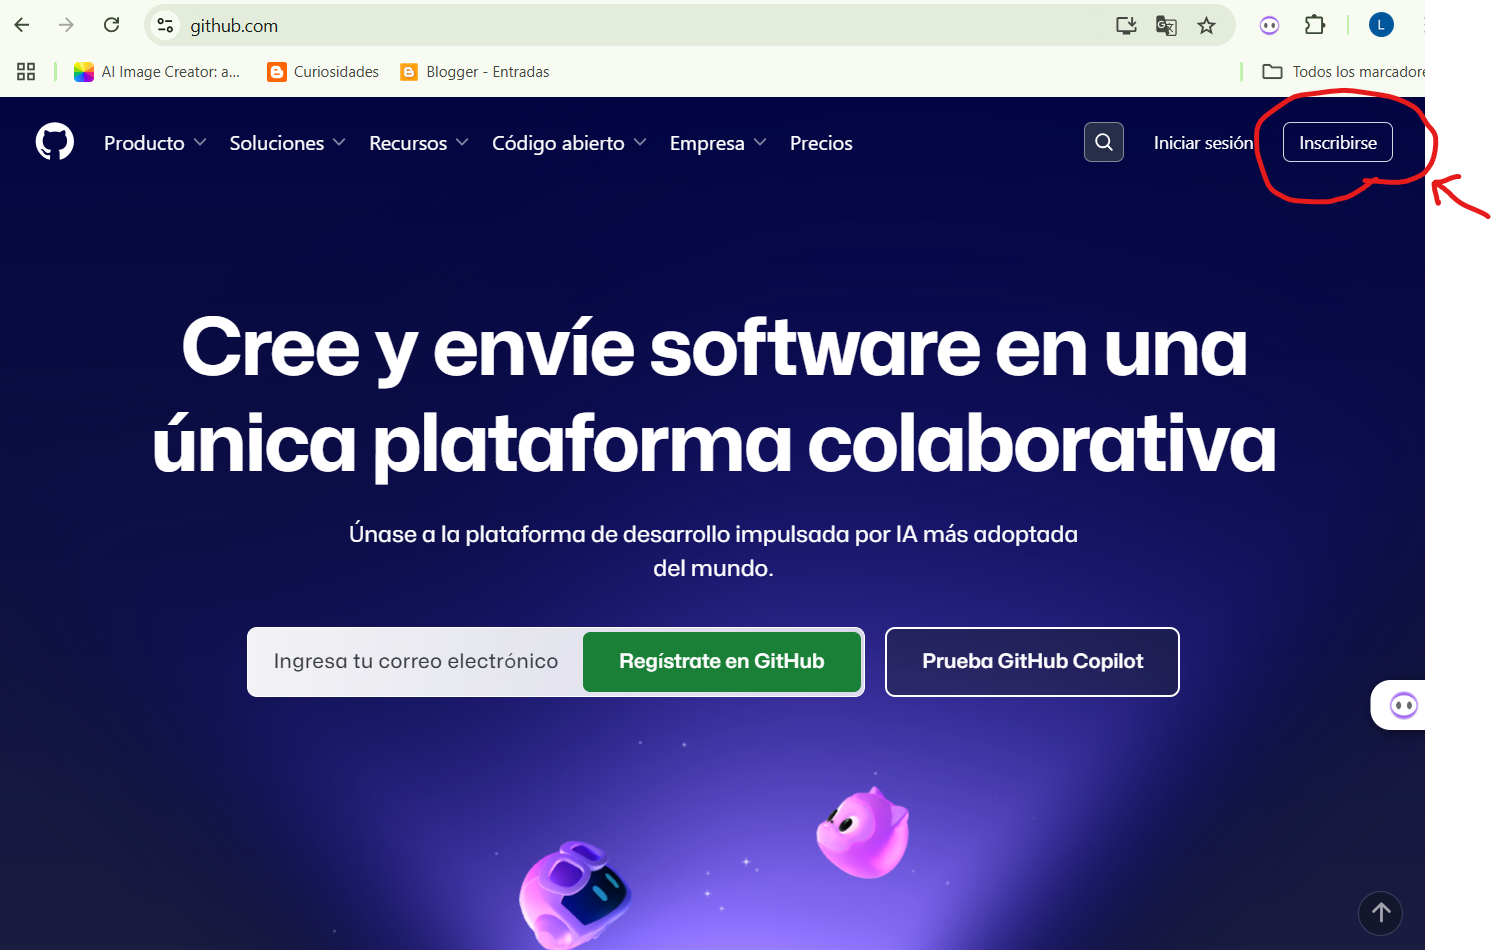 github.com
L
AI Image Creator: a...
Curiosidades
Blogger - Entradas
Todos los marcadore
Producto
Soluciones
Recursos
Código abierto
Empresa
Precios
Iniciar sesión
Inscribirse
Cree y envíe software en una
única plataforma colaborativa
Únase a la plataforma de desarrollo impulsada por IA más adoptada
del mundo.
Ingresa tu correo electrónico
Regístrate en GitHub
Prueba GitHub Copilot